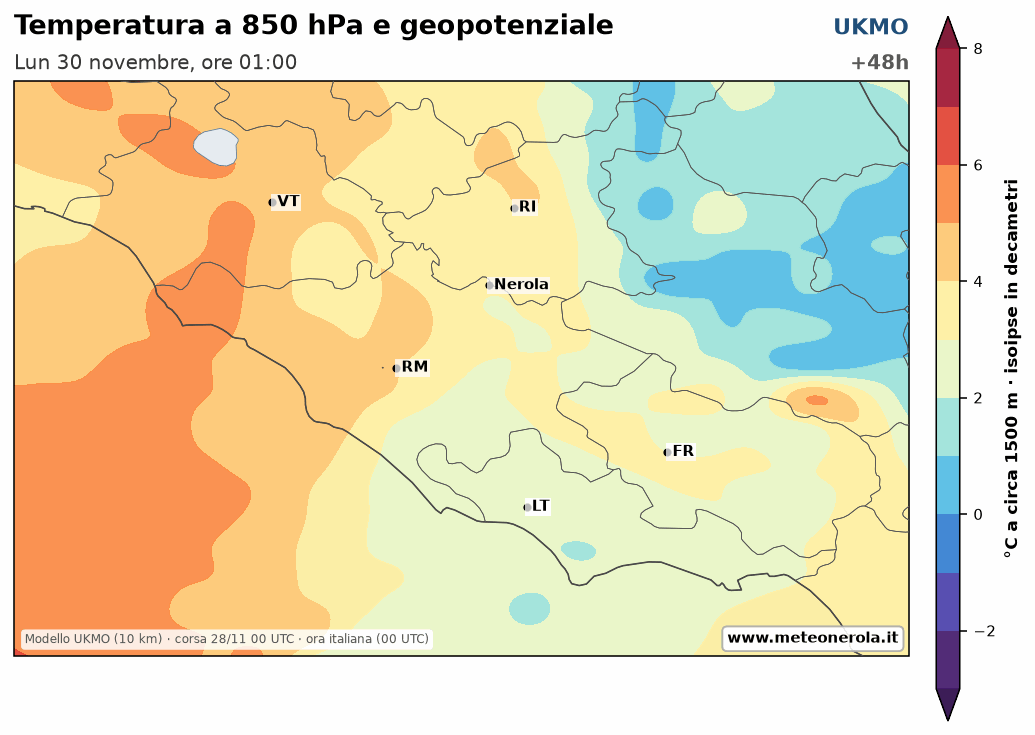 Temperatura a 850 hPa e geopotenziale
UKMO
Lun 30 novembre, ore 01:00
+48h
8
6
4
2
0
−2
°C a circa 1500 m · isoipse in decametri
VT
RI
Nerola
RM
FR
LT
Modello UKMO (10 km) · corsa 28/11 00 UTC · ora italiana (00 UTC)
www.meteonerola.it